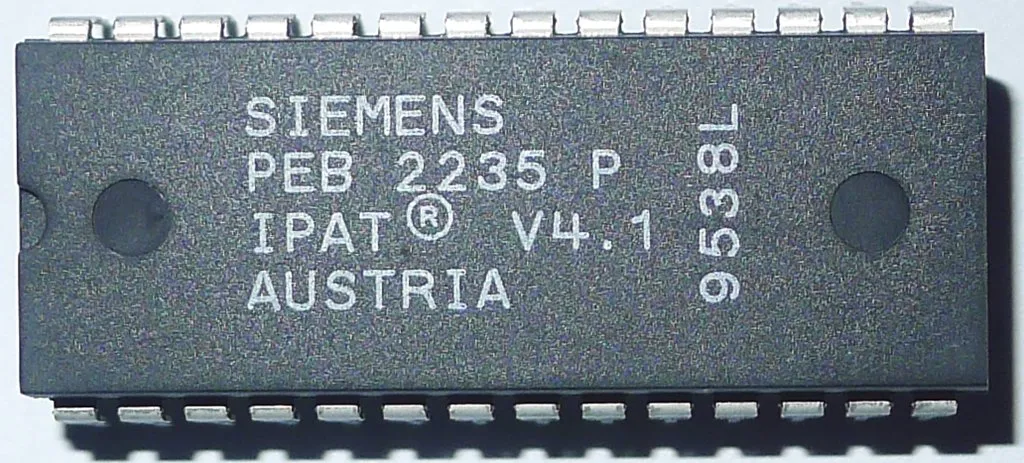 SIEMENS
PEB 2235 P
IPAT® V4.1
AUSTRIA
9538L